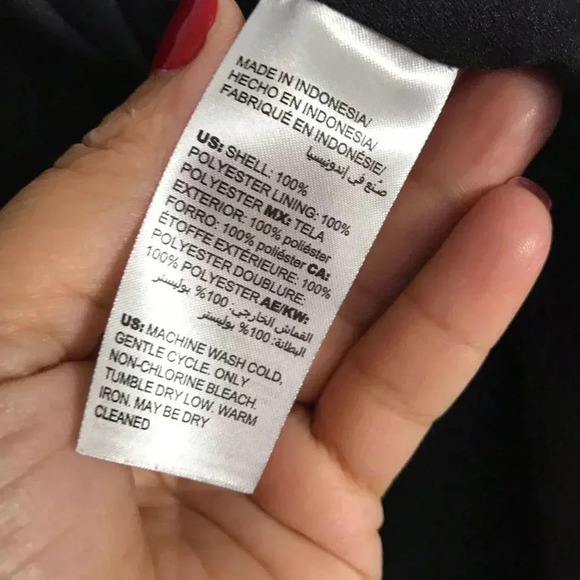 MADE IN INDONESIA/
HECHO EN INDONESIA/
FABRIQUÉ EN INDONÉSIE/
صنع في إندونيسيا
US: SHELL: 100%
POLYESTER LINING: 100%
POLYESTER MX: TELA
EXTERIOR: 100% poliéster
FORRO: 100% poliéster CA:
ÉTOFFE EXTÉRIEURE: 100%
POLYESTER DOUBLURE:
100% POLYESTER AE/KW:
القماش الخارجي: 100% بوليستر
البطانة: 100% بوليستر
US: MACHINE WASH COLD,
GENTLE CYCLE. ONLY
NON-CHLORINE BLEACH.
TUMBLE DRY LOW. WARM
IRON. MAY BE DRY
CLEANED